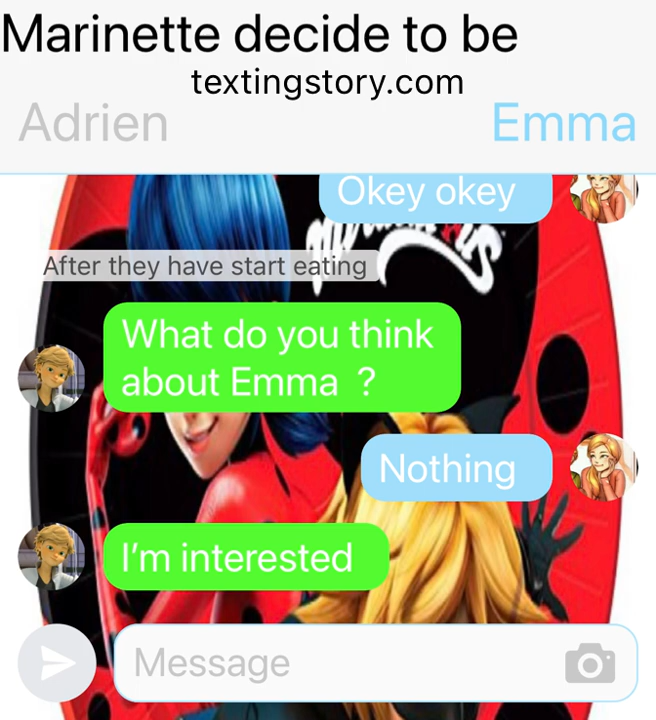 Marinette decide to be
textingstory.com
Adrien
Emma
Okey okey
After they have start eating
What do you think
about Emma ?
Nothing
I'm interested
Message